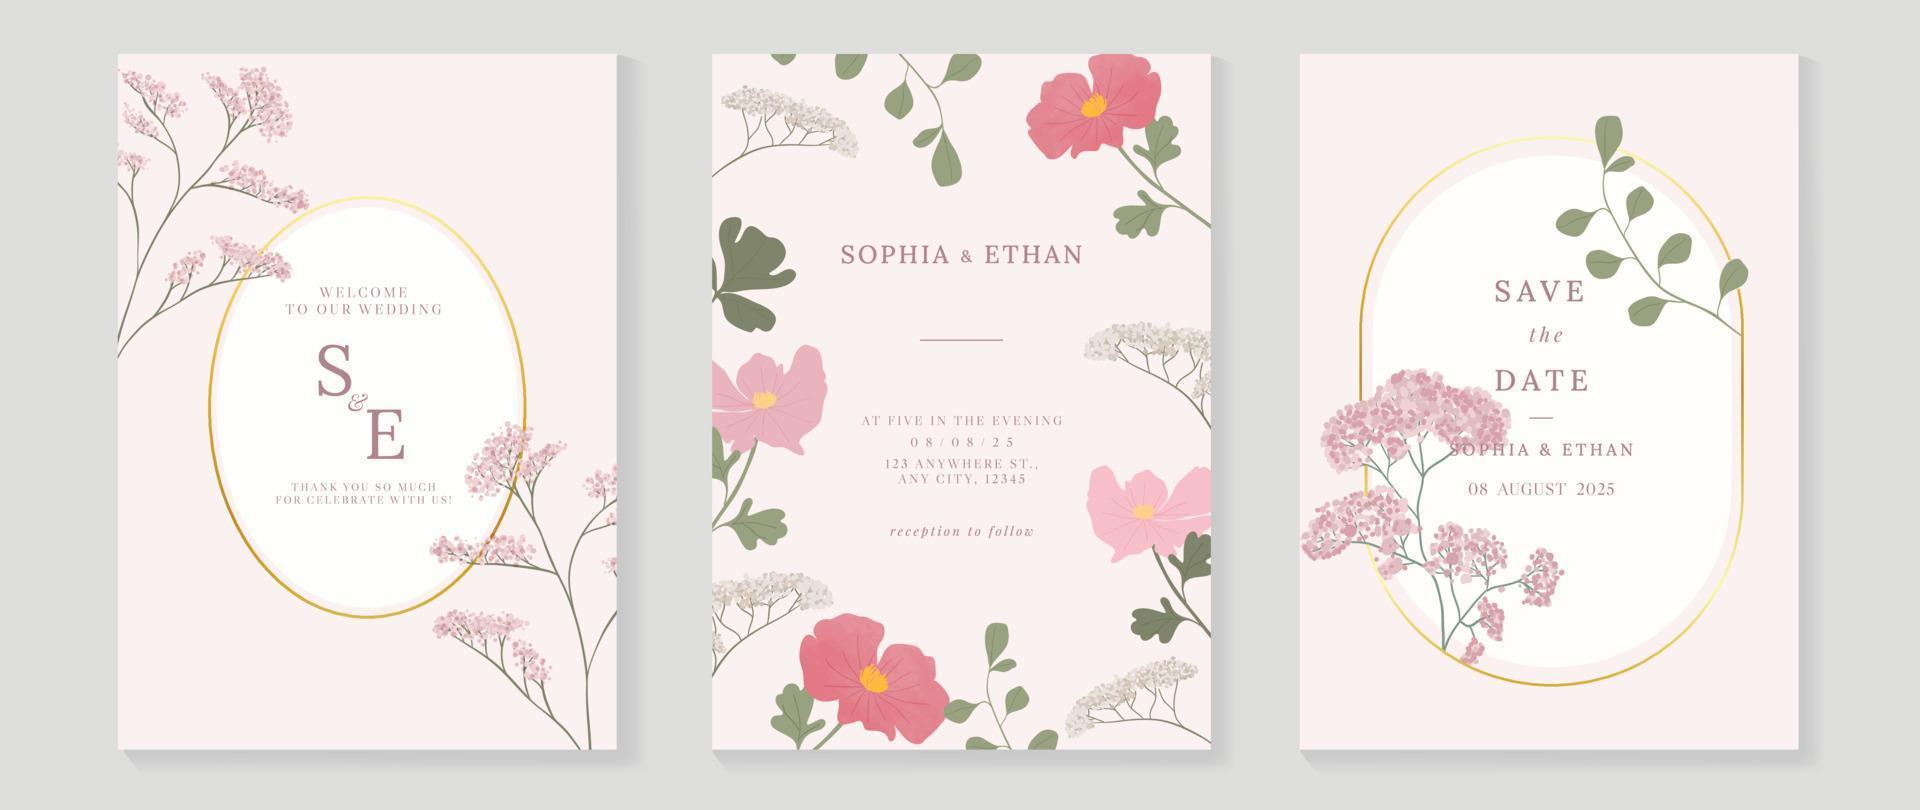 WELCOME
TO OUR WEDDING
S
&
E
THANK YOU SO MUCH
FOR CELEBRATE WITH US!
SOPHIA & ETHAN
AT FIVE IN THE EVENING
08/08/25
123 ANYWHERE ST.,
ANY CITY, 12345
reception to follow
SAVE
the
DATE
SOPHIA & ETHAN
08 AUGUST 2025